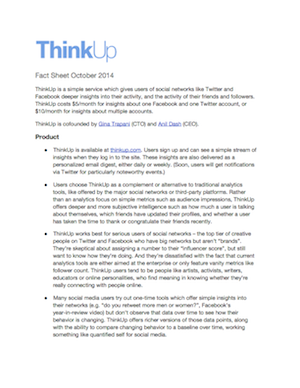 ThinkUp
Fact Sheet October 2014
ThinkUp is a simple service which gives users of social networks like Twitter and
Facebook deeper insights into their activity, and the activity of their friends and followers.
ThinkUp costs $5/month for insights about one Facebook and one Twitter account, or
$10/month for insights about multiple accounts.
ThinkUp is cofounded by Gina Trapani (CTO) and Anil Dash (CEO).
Product
● ThinkUp is available at thinkup.com. Users sign up and can see a simple stream of
insights when they log in to the site. These insights are also delivered as a
personalized email digest, either daily or weekly. (Soon, users will get notifications
via Twitter for particularly noteworthy events.)
● Users choose ThinkUp as a complement or alternative to traditional analytics
tools, like offered by the major social networks or third-party platforms. Rather
than an analytics focus on simple metrics such as audience impressions, ThinkUp
offers deeper and more subjective intelligence such as how much a user is talking
about themselves, which friends have updated their profiles, and whether a user
has taken the time to thank or congratulate their friends recently.
● ThinkUp works best for serious users of social networks – the top tier of creative
people on Twitter and Facebook who have big networks but aren't "brands".
They're skeptical about assigning a number to their "influencer score", but still
want to know how they're doing. And they're dissatisfied with the fact that current
analytics tools are either aimed at the enterprise or only feature vanity metrics like
follower count. ThinkUp users tend to be people like artists, activists, writers,
educators or online personalities, who find meaning in knowing whether they're
really connecting with people online.
● Many social media users try out one-time tools which offer simple insights into
their networks (e.g. "do you retweet more men or women?", Facebook's
year-in-review video) but don't observe that data over time to see how their
behavior is changing. ThinkUp offers richer versions of those data points, along
with the ability to compare changing behavior to a baseline over time, working
something like quantified self for social media.